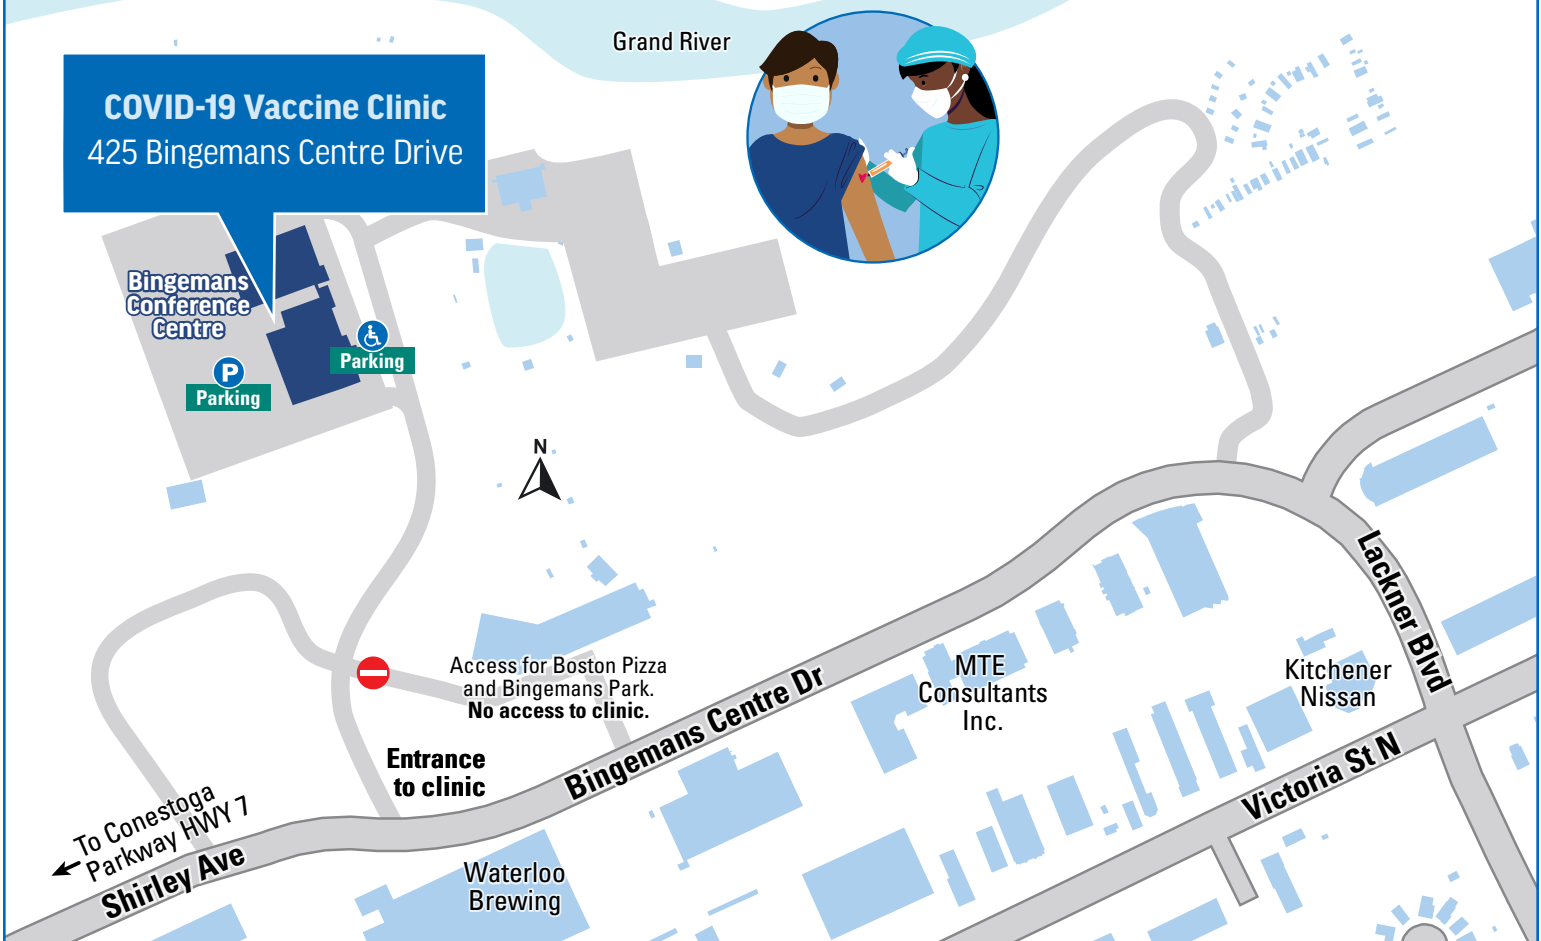 Grand River
COVID-19 Vaccine Clinic
425 Bingemans Centre Drive
Bingemans
Conference
Centre
P
Parking
Parking
N
Access for Boston Pizza
and Bingemans Park.
No access to clinic.
Entrance
to clinic
To Conestoga
Parkway HWY 7
Shirley Ave
Bingemans Centre Dr
Lackner Blvd
Victoria St N
MTE
Consultants
Inc.
Kitchener
Nissan
Waterloo
Brewing